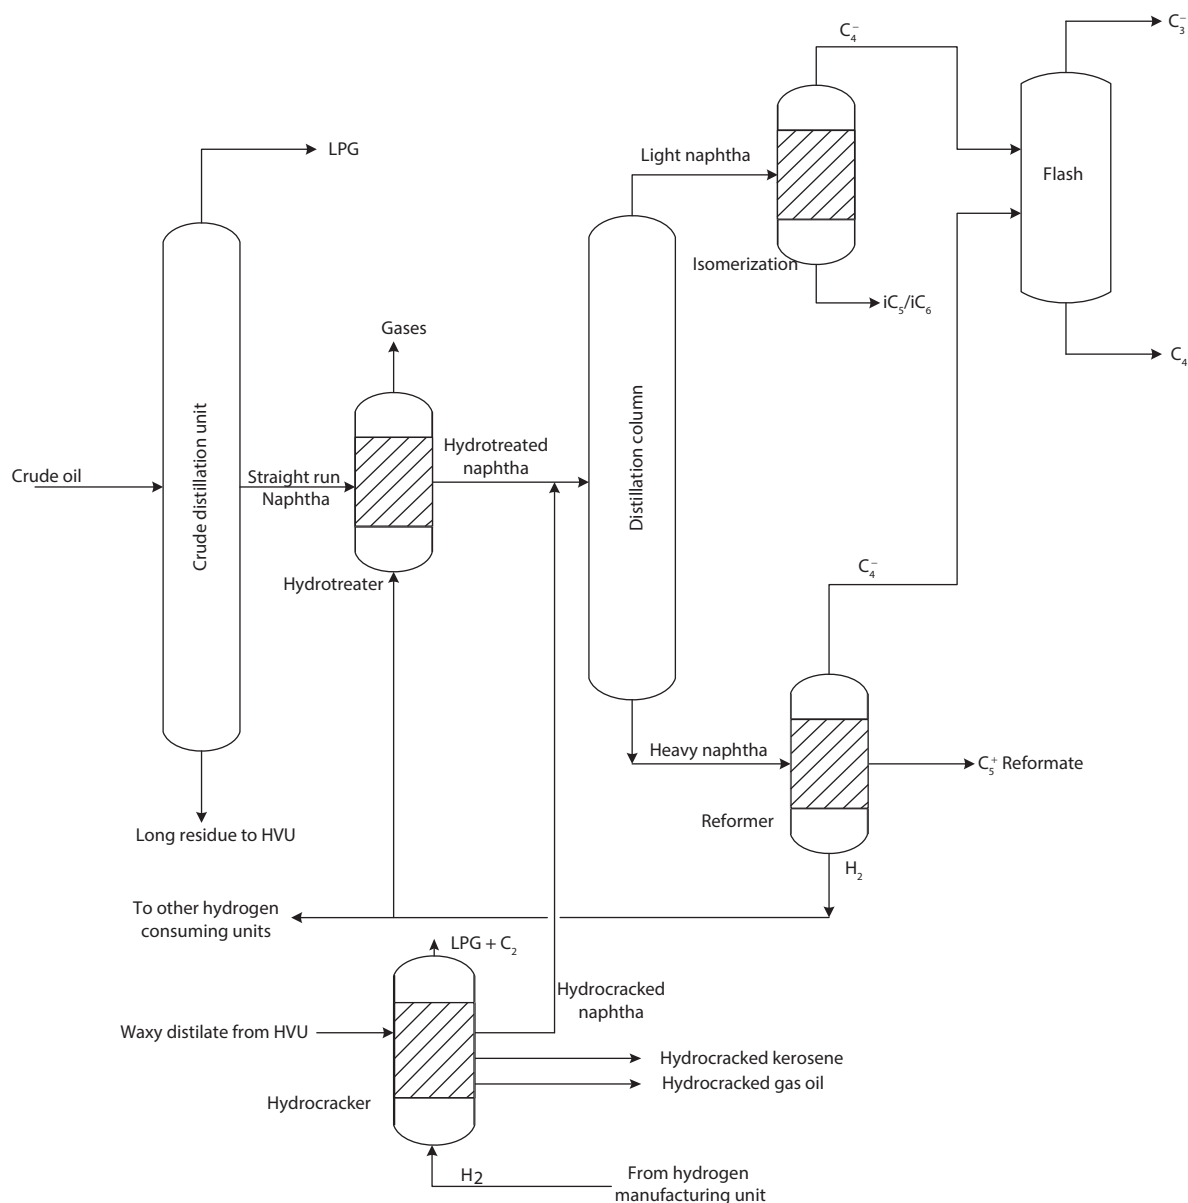 C₃⁻
C₄⁻
LPG
Light naphtha
Flash
Isomerization
iC₅/iC₆
Gases
C₄
Crude distillation unit
Distillation column
Hydrotreated
naphtha
Crude oil
Straight run
Naphtha
Hydrotreater
C₄⁻
Heavy naphtha
C₅⁺ Reformate
Reformer
Long residue to HVU
H₂
To other hydrogen
consuming units
LPG + C₂
Hydrocracked
naphtha
Waxy distilate from HVU
Hydrocracked kerosene
Hydrocracked gas oil
Hydrocracker
H2
From hydrogen
manufacturing unit